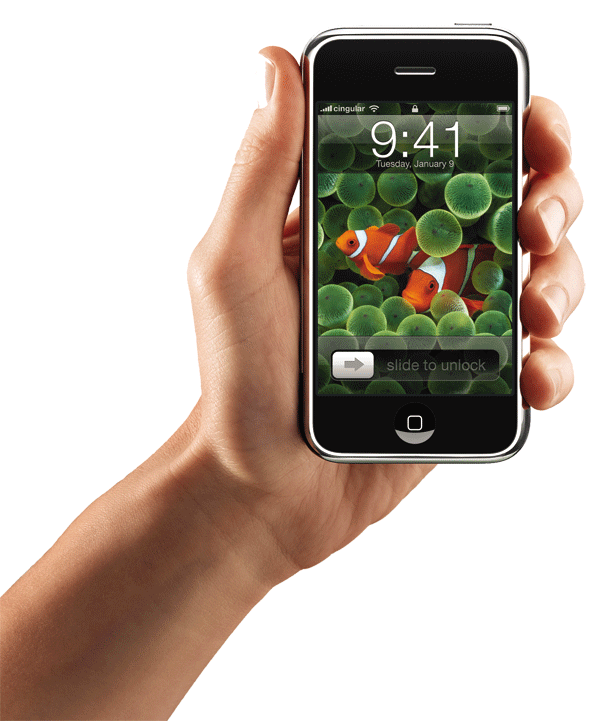 cingular
9:41
Tuesday, January 9
slide to unlock